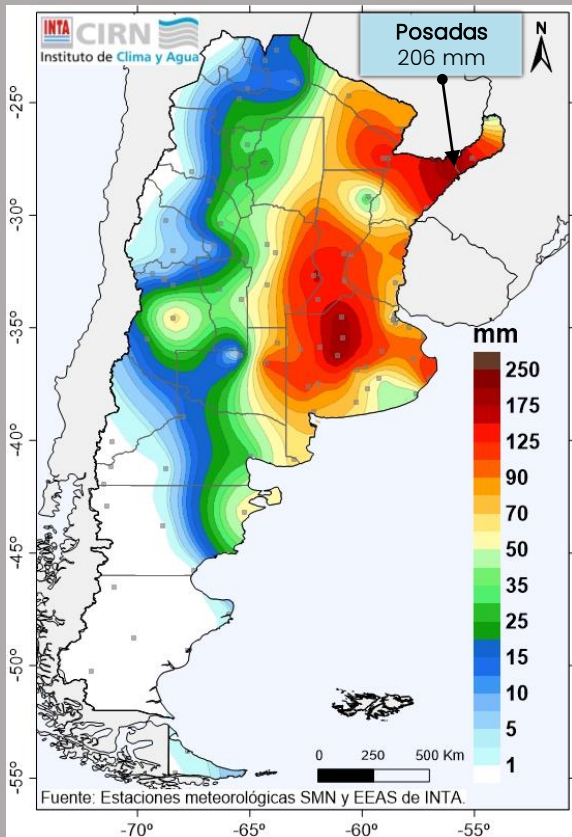 INTA CIRN
Instituto de Clima y Agua
Posadas
206 mm
N
-25°
-30°
-35°
-40°
-45°
-50°
-55°
mm
250
175
125
90
70
50
35
25
15
10
5
1
0 250 500 Km
Fuente: Estaciones meteorológicas SMN y EEAS de INTA.
-70° -65° -60° -55°